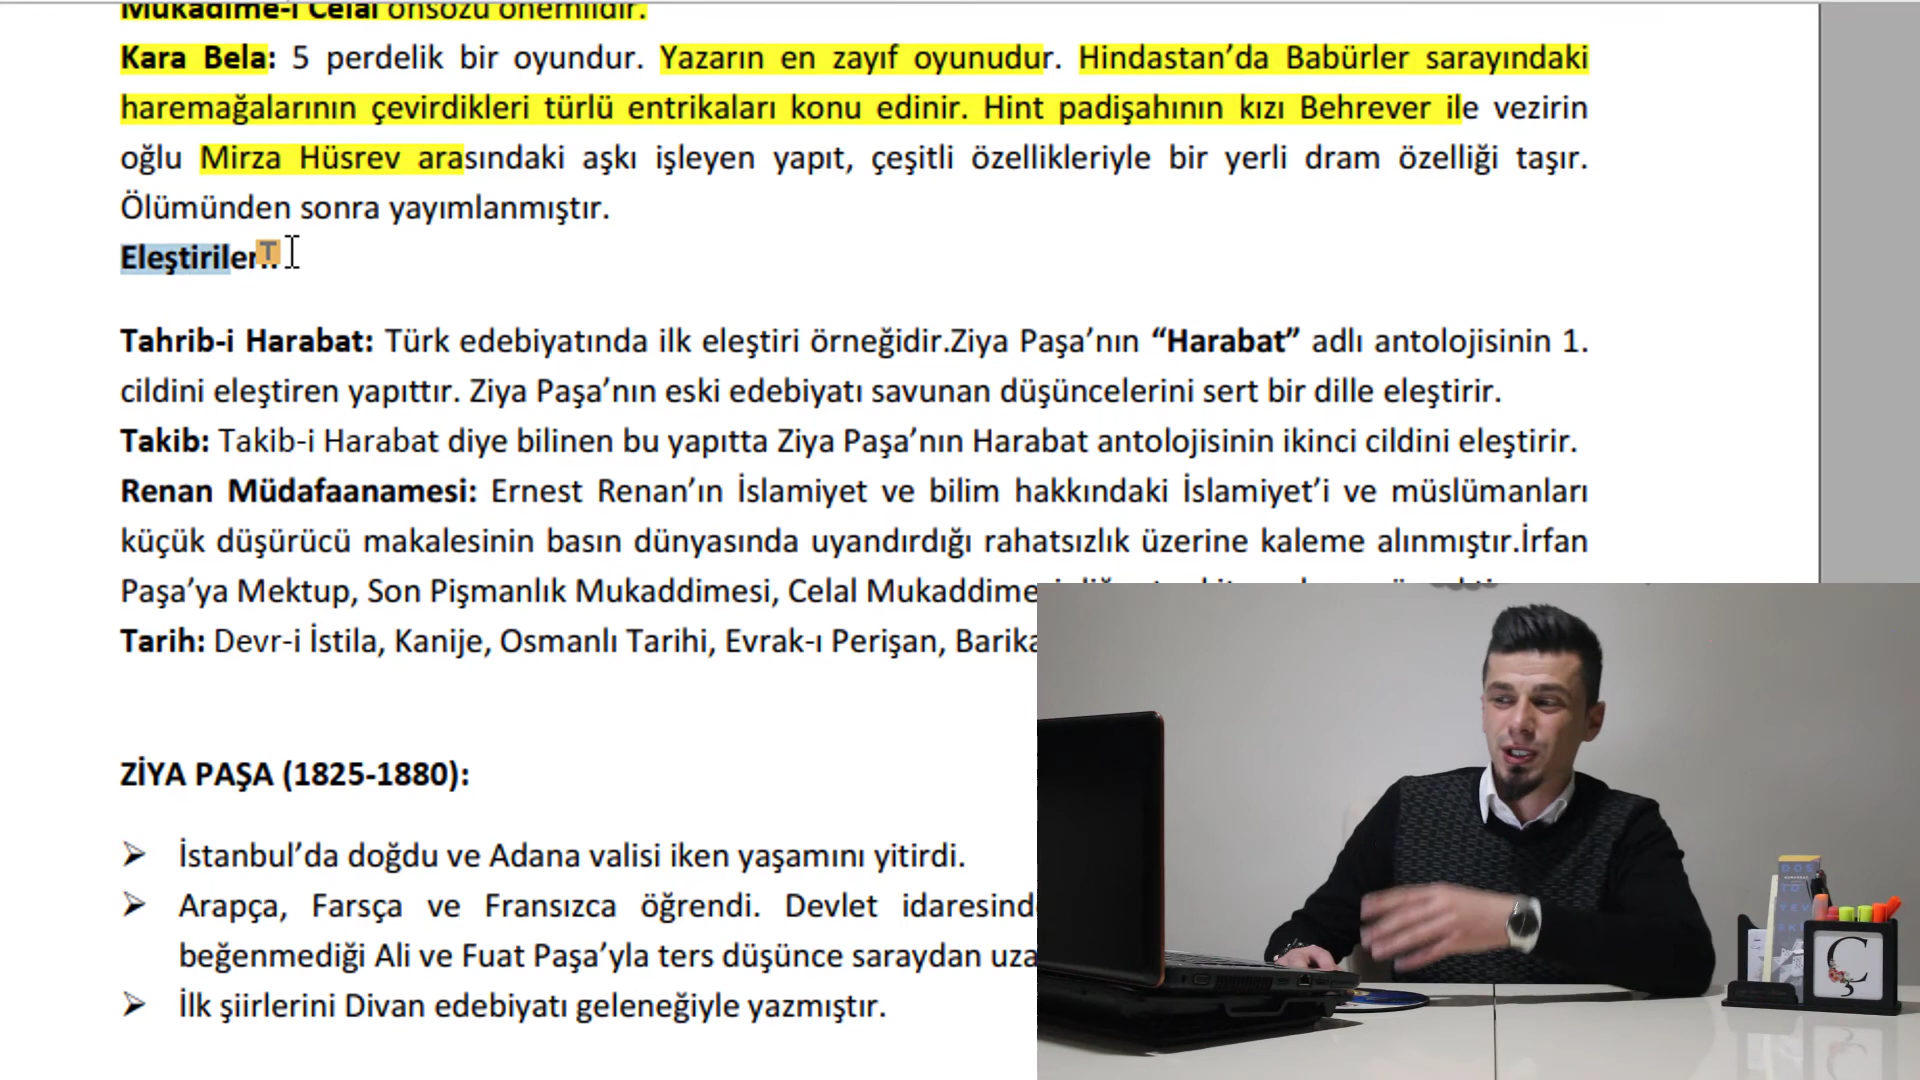 Mukadime-i Celal önsözü önemlidir.
Kara Bela: 5 perdelik bir oyundur. Yazarın en zayıf oyunudur. Hindastan’da Babürler sarayındaki
haremağalarının çevirdikleri türlü entrikaları konu edinir. Hint padişahının kızı Behrever ile vezirin
oğlu Mirza Hüsrev arasındaki aşkı işleyen yapıt, çeşitli özellikleriyle bir yerli dram özelliği taşır.
Ölümünden sonra yayımlanmıştır.
Eleştiriler
Tahrib-i Harabat: Türk edebiyatında ilk eleştiri örneğidir.Ziya Paşa’nın “Harabat” adlı antolojisinin 1.
cildini eleştiren yapıttır. Ziya Paşa’nın eski edebiyatı savunan düşüncelerini sert bir dille eleştirir.
Takib: Takib-i Harabat diye bilinen bu yapıtta Ziya Paşa’nın Harabat antolojisinin ikinci cildini eleştirir.
Renan Müdafaanamesi: Ernest Renan’ın İslamiyet ve bilim hakkındaki İslamiyet’i ve müslümanları
küçük düşürücü makalesinin basın dünyasında uyandırdığı rahatsızlık üzerine kaleme alınmıştır.İrfan
Paşa’ya Mektup, Son Pişmanlık Mukaddimesi, Celal Mukaddime
Tarih: Devr-i İstila, Kanije, Osmanlı Tarihi, Evrak-ı Perişan, Barika
ZİYA PAŞA (1825-1880):
➢ İstanbul’da doğdu ve Adana valisi iken yaşamını yitirdi.
➢ Arapça, Farsça ve Fransızca öğrendi. Devlet idaresind
beğenmediği Ali ve Fuat Paşa’yla ters düşünce saraydan uza
➢ İlk şiirlerini Divan edebiyatı geleneğiyle yazmıştır.
DOS
TO
YEV
Ç